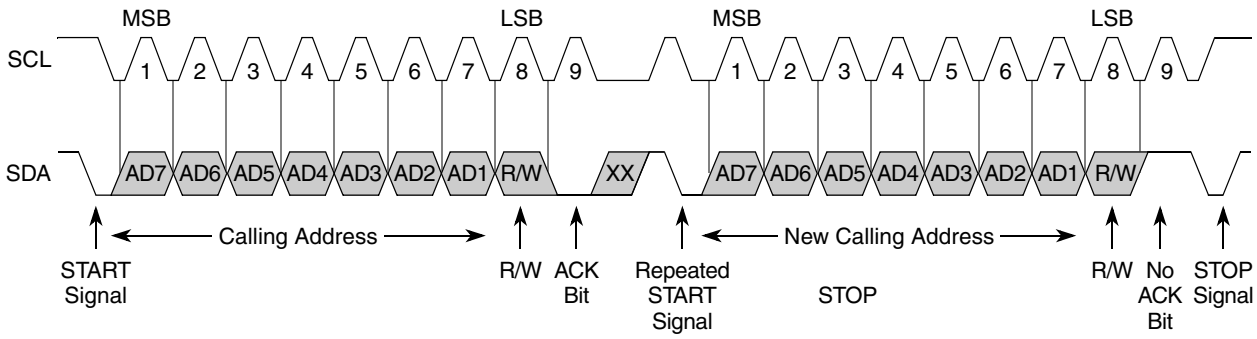 MSB LSB MSB LSB
SCL 1 2 3 4 5 6 7 8 9 1 2 3 4 5 6 7 8 9
SDA AD7 AD6 AD5 AD4 AD3 AD2 AD1 R/W XX AD7 AD6 AD5 AD4 AD3 AD2 AD1 R/W
Calling Address New Calling Address
START R/W ACK Repeated R/W No STOP
Signal Bit START STOP ACK Signal
Signal Bit